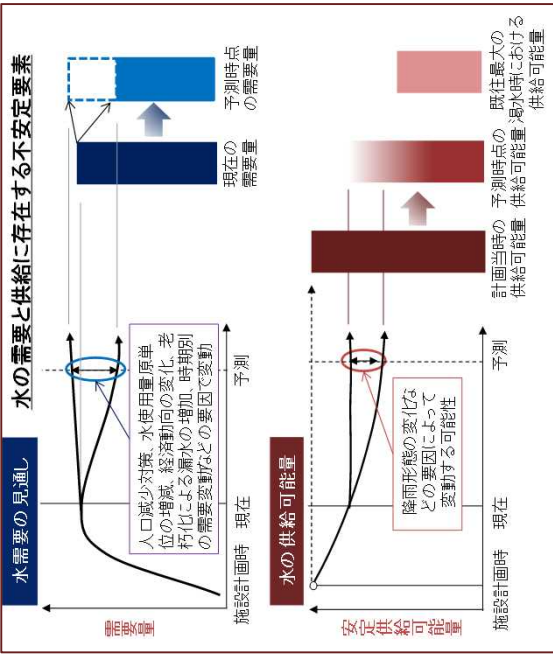 水の需要と供給に存在する不安定要素
水需要の見通し
需要量
人口減少対策、水使用量原単
位の増減、経済動向の変化、老
朽化による漏水の増加、時期別
の需要変動などの要因で変動
施設計画時
現在
予測
現在の
需要量
予測時点
の需要量
水の供給可能量
安定供給可能量
降雨形態の変化な
どの要因によって
変動する可能性
施設計画時
現在
予測
計画当時の
供給可能量
予測時点の
供給可能量
既往最大の
渇水時における
供給可能量